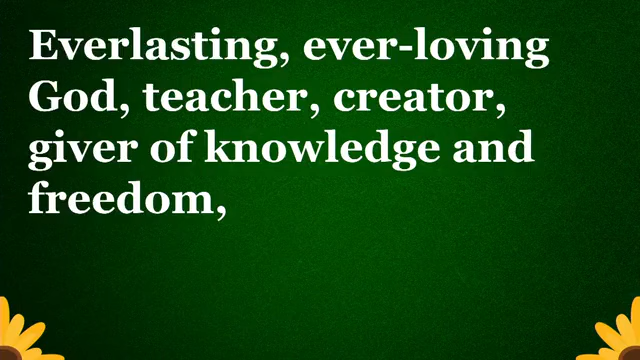 Everlasting, ever-loving
God, teacher, creator,
giver of knowledge and
freedom,